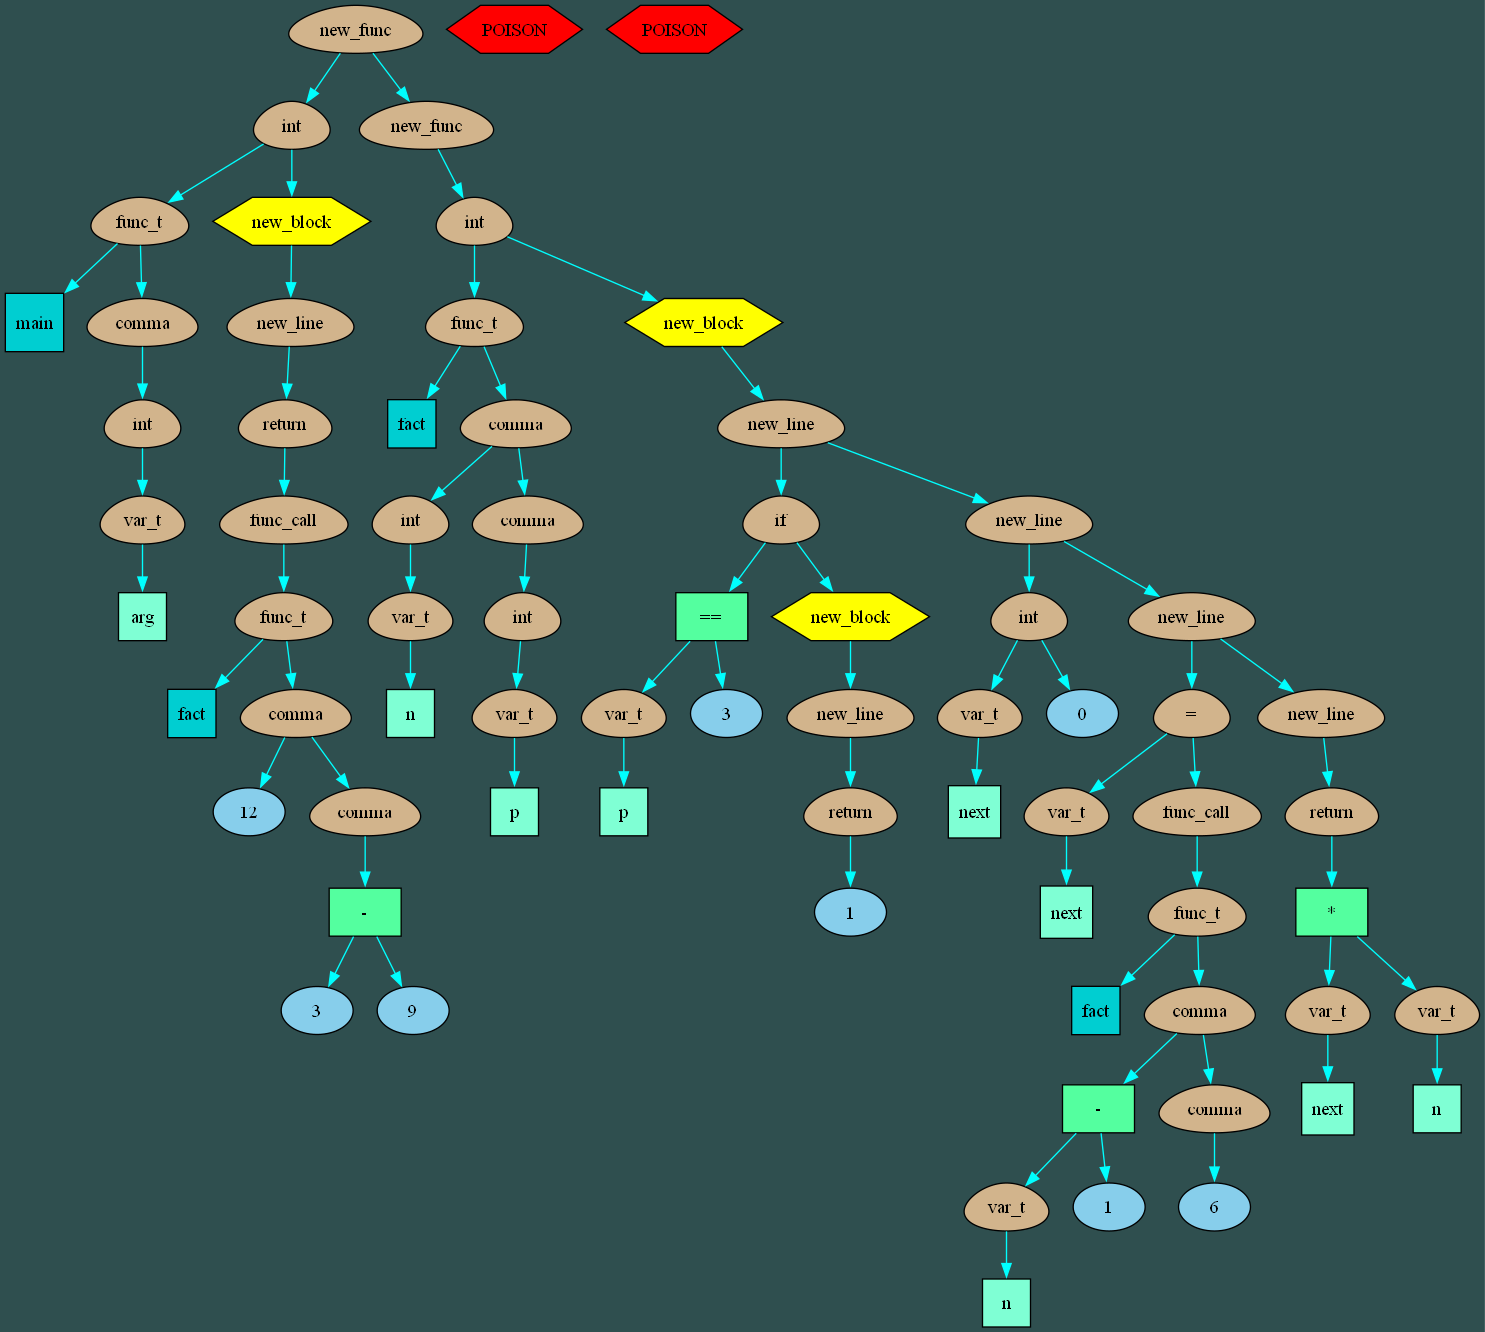 new_func POISON POISON
int new_func
func_t new_block int
main comma new_line func_t new_block
int return fact comma new_line
var_t func_call int comma if new_line
arg func_t var_t int == new_block int new_line
fact comma n var_t var_t 3 new_line var_t 0 = new_line
12 comma p p return next var_t func_call return
- 1 next func_t *
3 9 fact comma var_t var_t
- comma next n
var_t 1 6
n